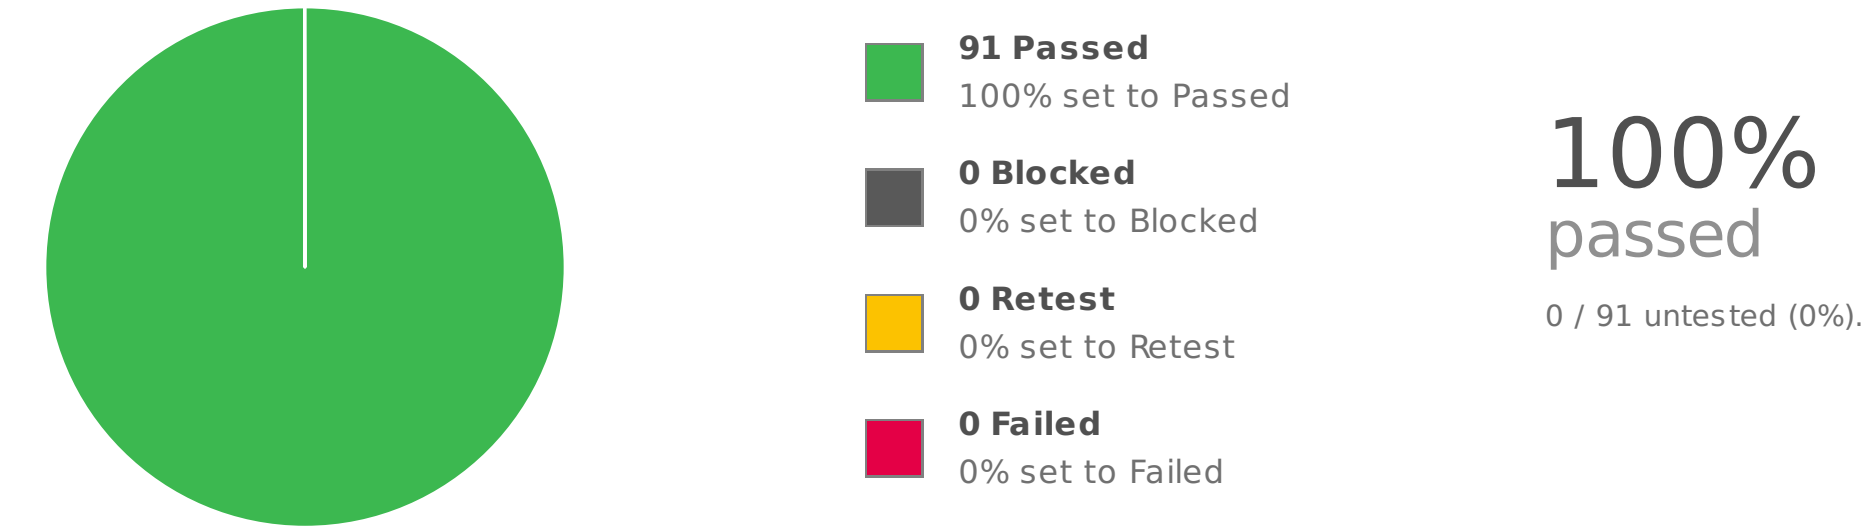 91 Passed
100% set to Passed
0 Blocked
0% set to Blocked
0 Retest
0% set to Retest
0 Failed
0% set to Failed
100%
passed
0 / 91 untested (0%).